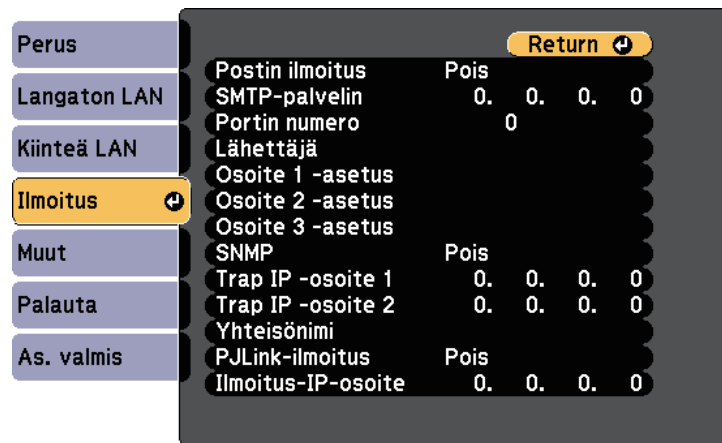 Perus
Langaton LAN
Kiinteä LAN
Ilmoitus
Muut
Palauta
As. valmis
Return
Postin ilmoitus Pois
SMTP-palvelin 0. 0. 0. 0
Portin numero 0
Lähettäjä
Osoite 1 -asetus
Osoite 2 -asetus
Osoite 3 -asetus
SNMP Pois
Trap IP -osoite 1 0. 0. 0. 0
Trap IP -osoite 2 0. 0. 0. 0
Yhteisönimi
PJLink-ilmoitus Pois
Ilmoitus-IP-osoite 0. 0. 0. 0